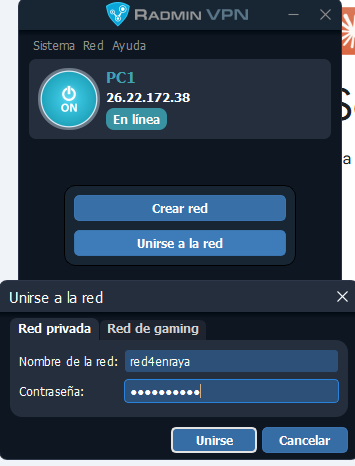 RADMIN VPN
Sistema Red Ayuda
PC1
ON
26.22.172.38
En línea
Crear red
Unirse a la red
Unirse a la red
Red privada Red de gaming
Nombre de la red: red4enraya
Contraseña: ●●●●●●●●●●
Unirse Cancelar